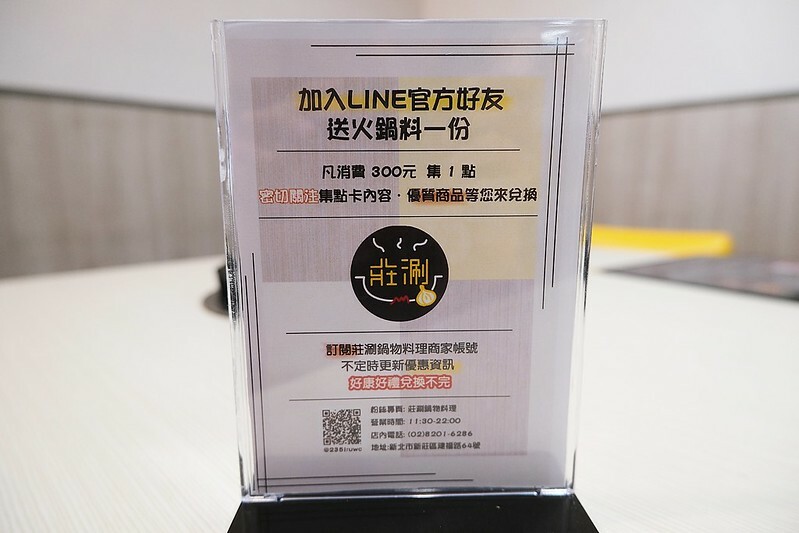 加入LINE官方好友
送火鍋料一份
凡消費 300元 集 1 點
密切關注集點卡內容，優質商品等您來兌換
莊涮
訂閱莊涮鍋物料理商家帳號
不定時更新優惠資訊
好康好禮兌換不完
粉絲專頁: 莊涮鍋物料理
營業時間: 11:30-22:00
店內電話: (02)8201-6286
地址:新北市新莊區建福路64號
@235iruwc